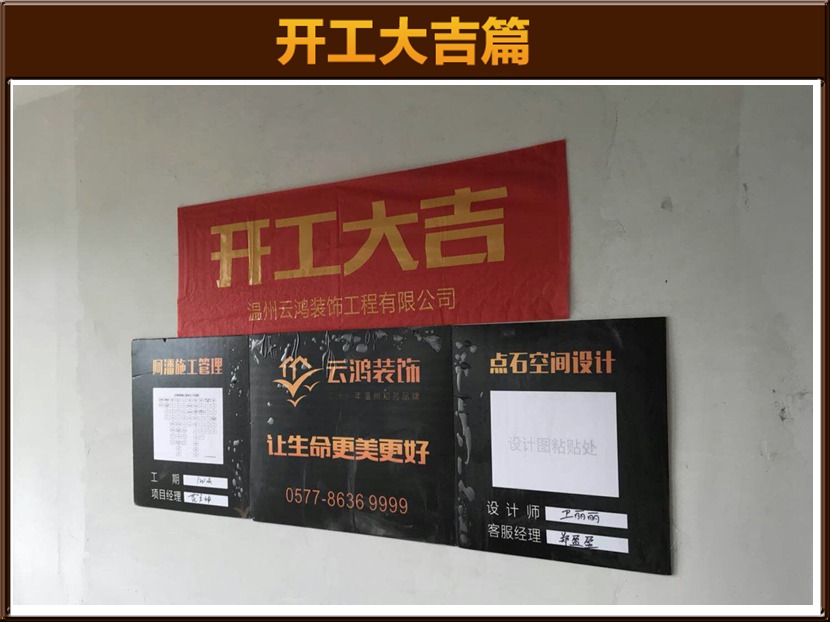 开工大吉篇
开工大吉
温州云鸿装饰工程有限公司
施工管理
工 期
项目经理
云鸿装饰
让生命更美更好
0577-8636 9999
点石空间设计
设计图粘贴处
设计师 卫丽丽
客服经理